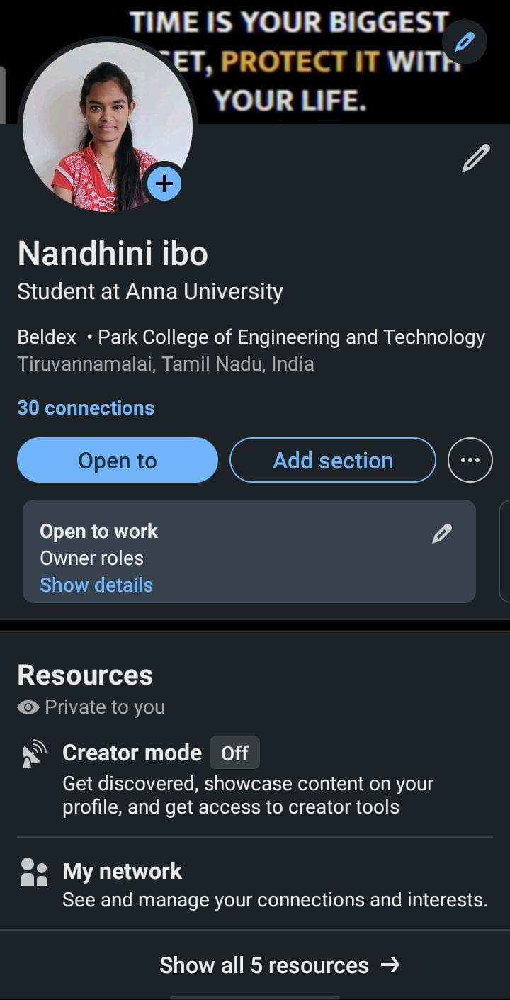 TIME IS YOUR BIGGEST
ET, PROTECT IT WITH
YOUR LIFE.
Nandhini ibo
Student at Anna University
Beldex • Park College of Engineering and Technology
Tiruvannamalai, Tamil Nadu, India
30 connections
Open to
Add section
Open to work
Owner roles
Show details
Resources
Private to you
Creator mode Off
Get discovered, showcase content on your
profile, and get access to creator tools
My network
See and manage your connections and interests.
Show all 5 resources →